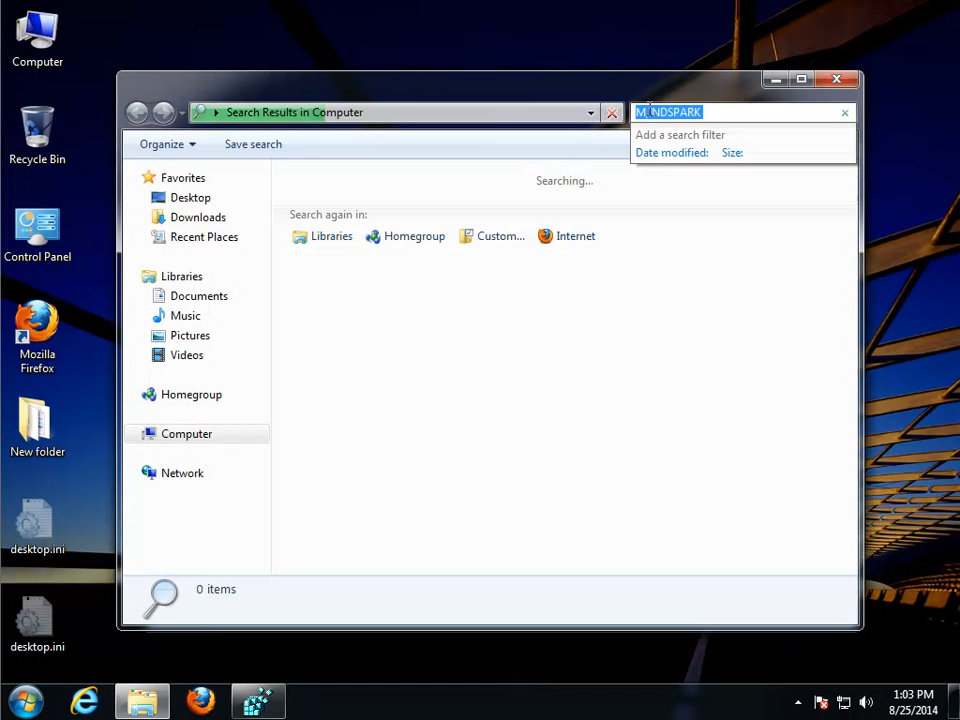 Computer
Recycle Bin
Control Panel
Mozilla
Firefox
New folder
desktop.ini
desktop.ini
Search Results in Computer
MINDSPARK
Add a search filter
Date modified: Size:
Organize Save search
Favorites
Desktop
Downloads
Recent Places
Libraries
Documents
Music
Pictures
Videos
Homegroup
Computer
Network
Searching...
Search again in:
Libraries Homegroup Custom... Internet
0 items
1:03 PM
8/25/2014